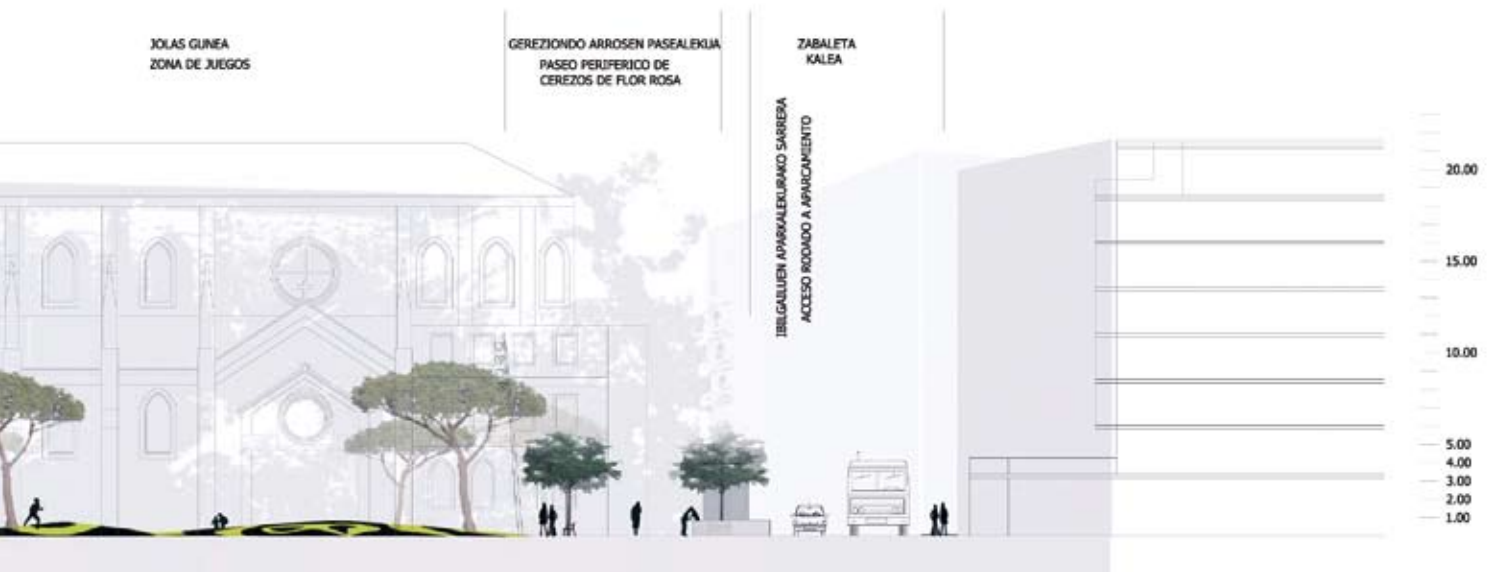 JOLAS GUNEA
ZONA DE JUEGOS
GEREZIONDO ARROSEN PASEALEKUA
PASEO PERIFERICO DE
CEREZOS DE FLOR ROSA
ZABALETA
KALEA
IBILGAILUEN APARKALEKURAKO SARRERA
ACCESO RODADO A APARCAMIENTO
20.00
15.00
10.00
5.00
4.00
3.00
2.00
1.00